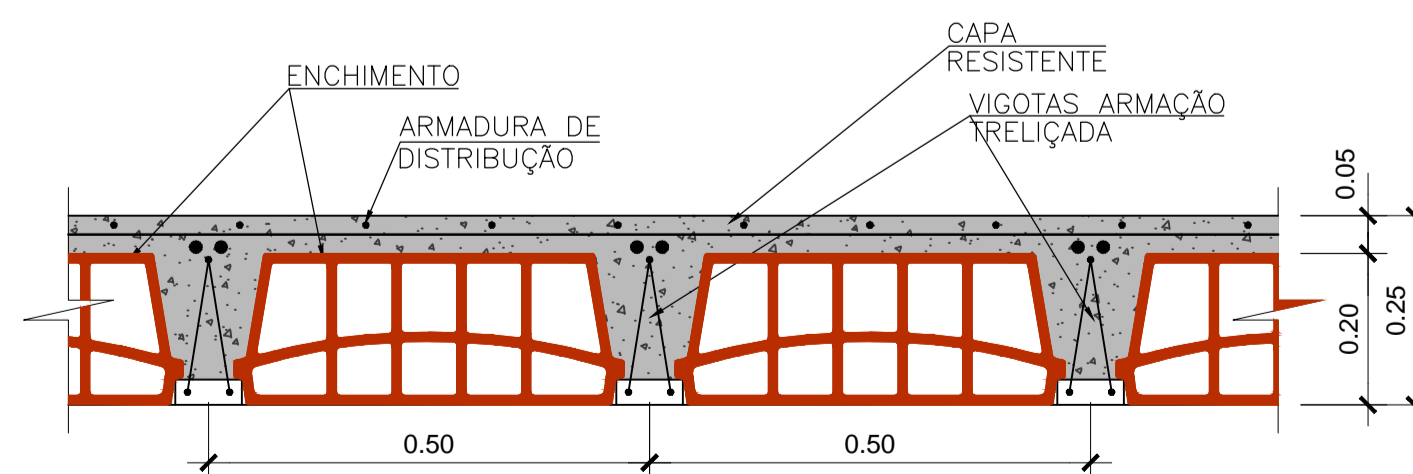 CAPA
RESISTENTE
ENCHIMENTO
VIGOTAS ARMAÇÃO
TRELIÇADA
ARMADURA DE
DISTRIBUÇÃO
0.05
0.20
0.25
0.50
0.50